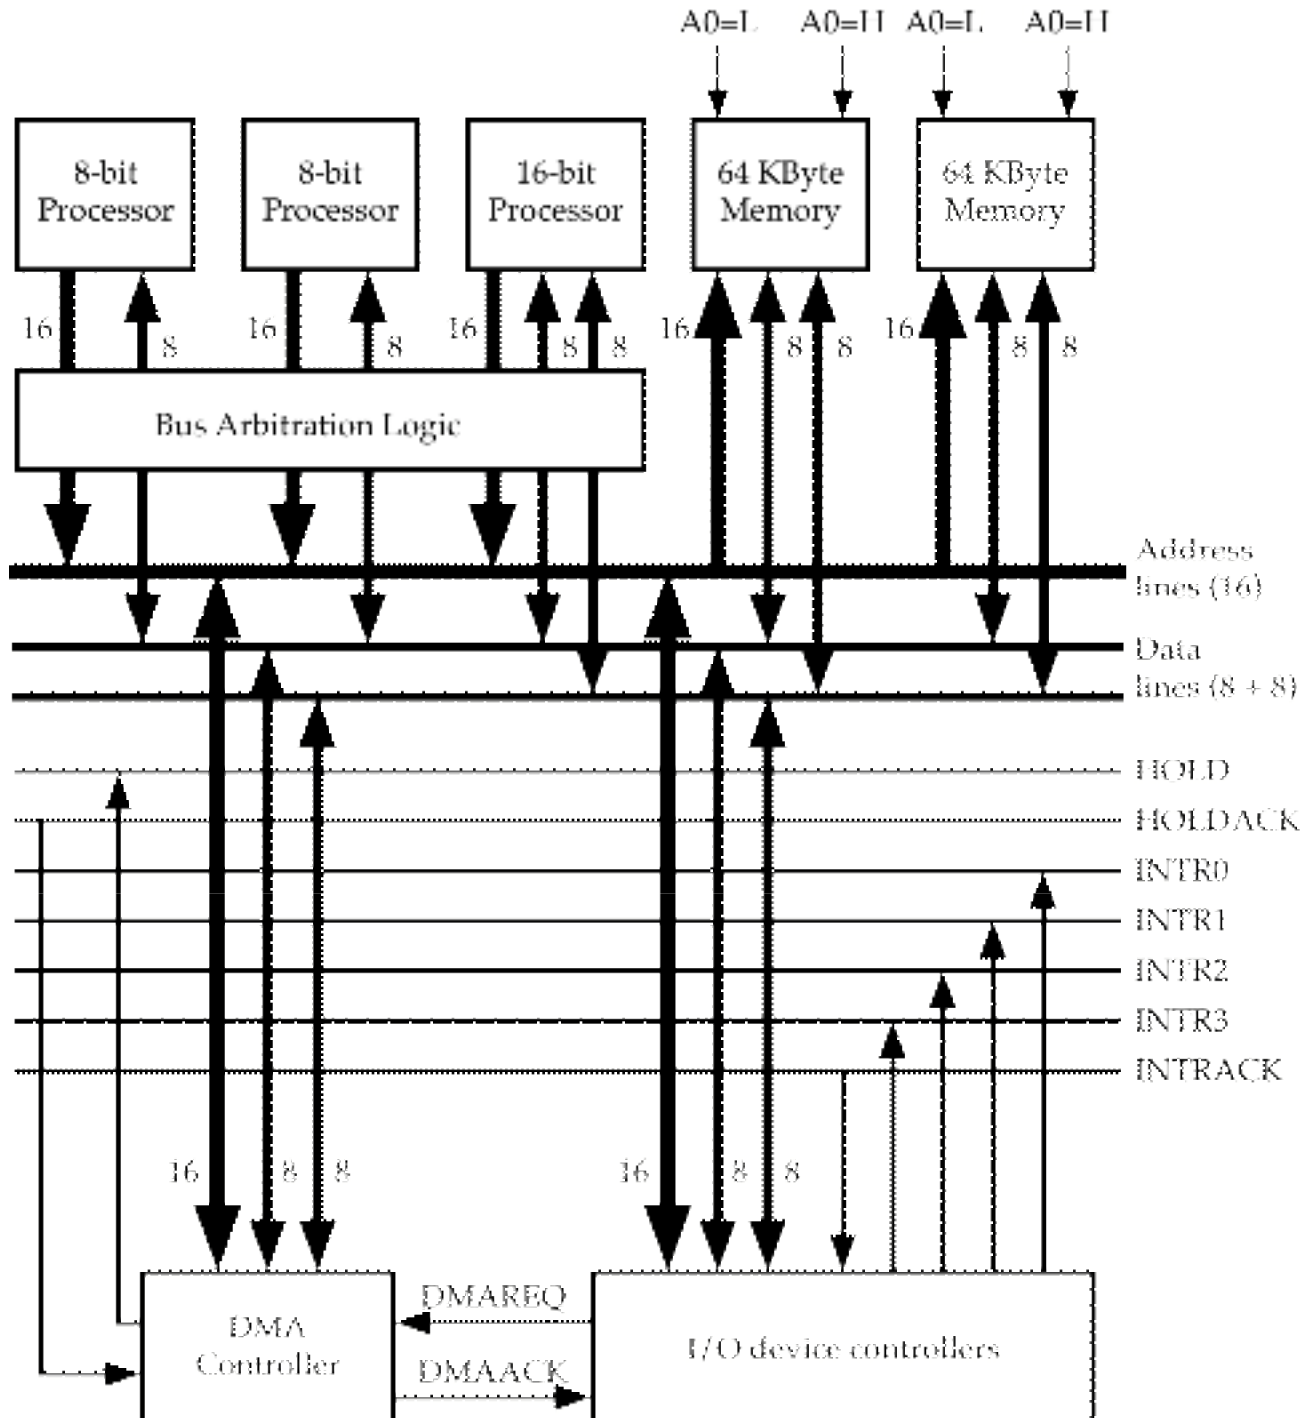 A0=L A0=H A0=L A0=H
8-bit
Processor
8-bit
Processor
16-bit
Processor
64 KByte
Memory
64 KByte
Memory
16 8 16 8 16 8 8 16 8 8 16 8 8
Bus Arbitration Logic
Address
lines (16)
Data
lines (8 + 8)
HOLD
HOLDACK
INTR0
INTR1
INTR2
INTR3
INTRACK
16 8 8 16 8 8
DMAREQ
DMA
Controller
DMAACK
I/O device controllers